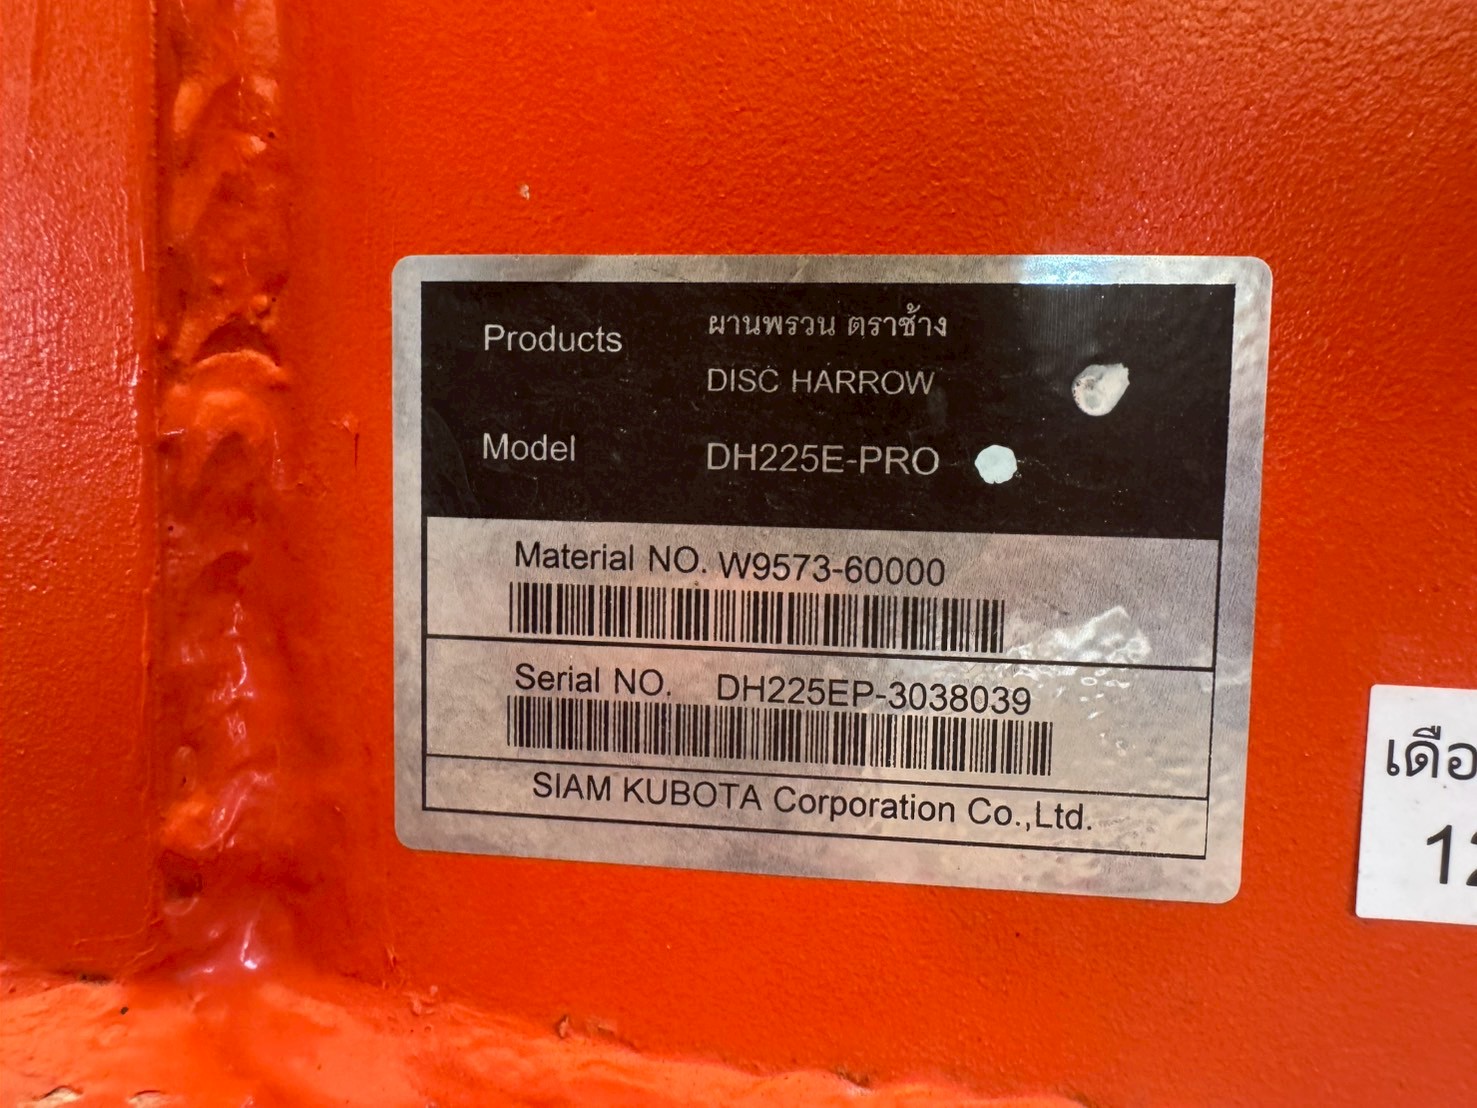 Products
ผานพรวน ตราช้าง
DISC HARROW
Model
DH225E-PRO
Material NO. W9573-60000
Serial NO. DH225EP-3038039
SIAM KUBOTA Corporation Co.,Ltd.